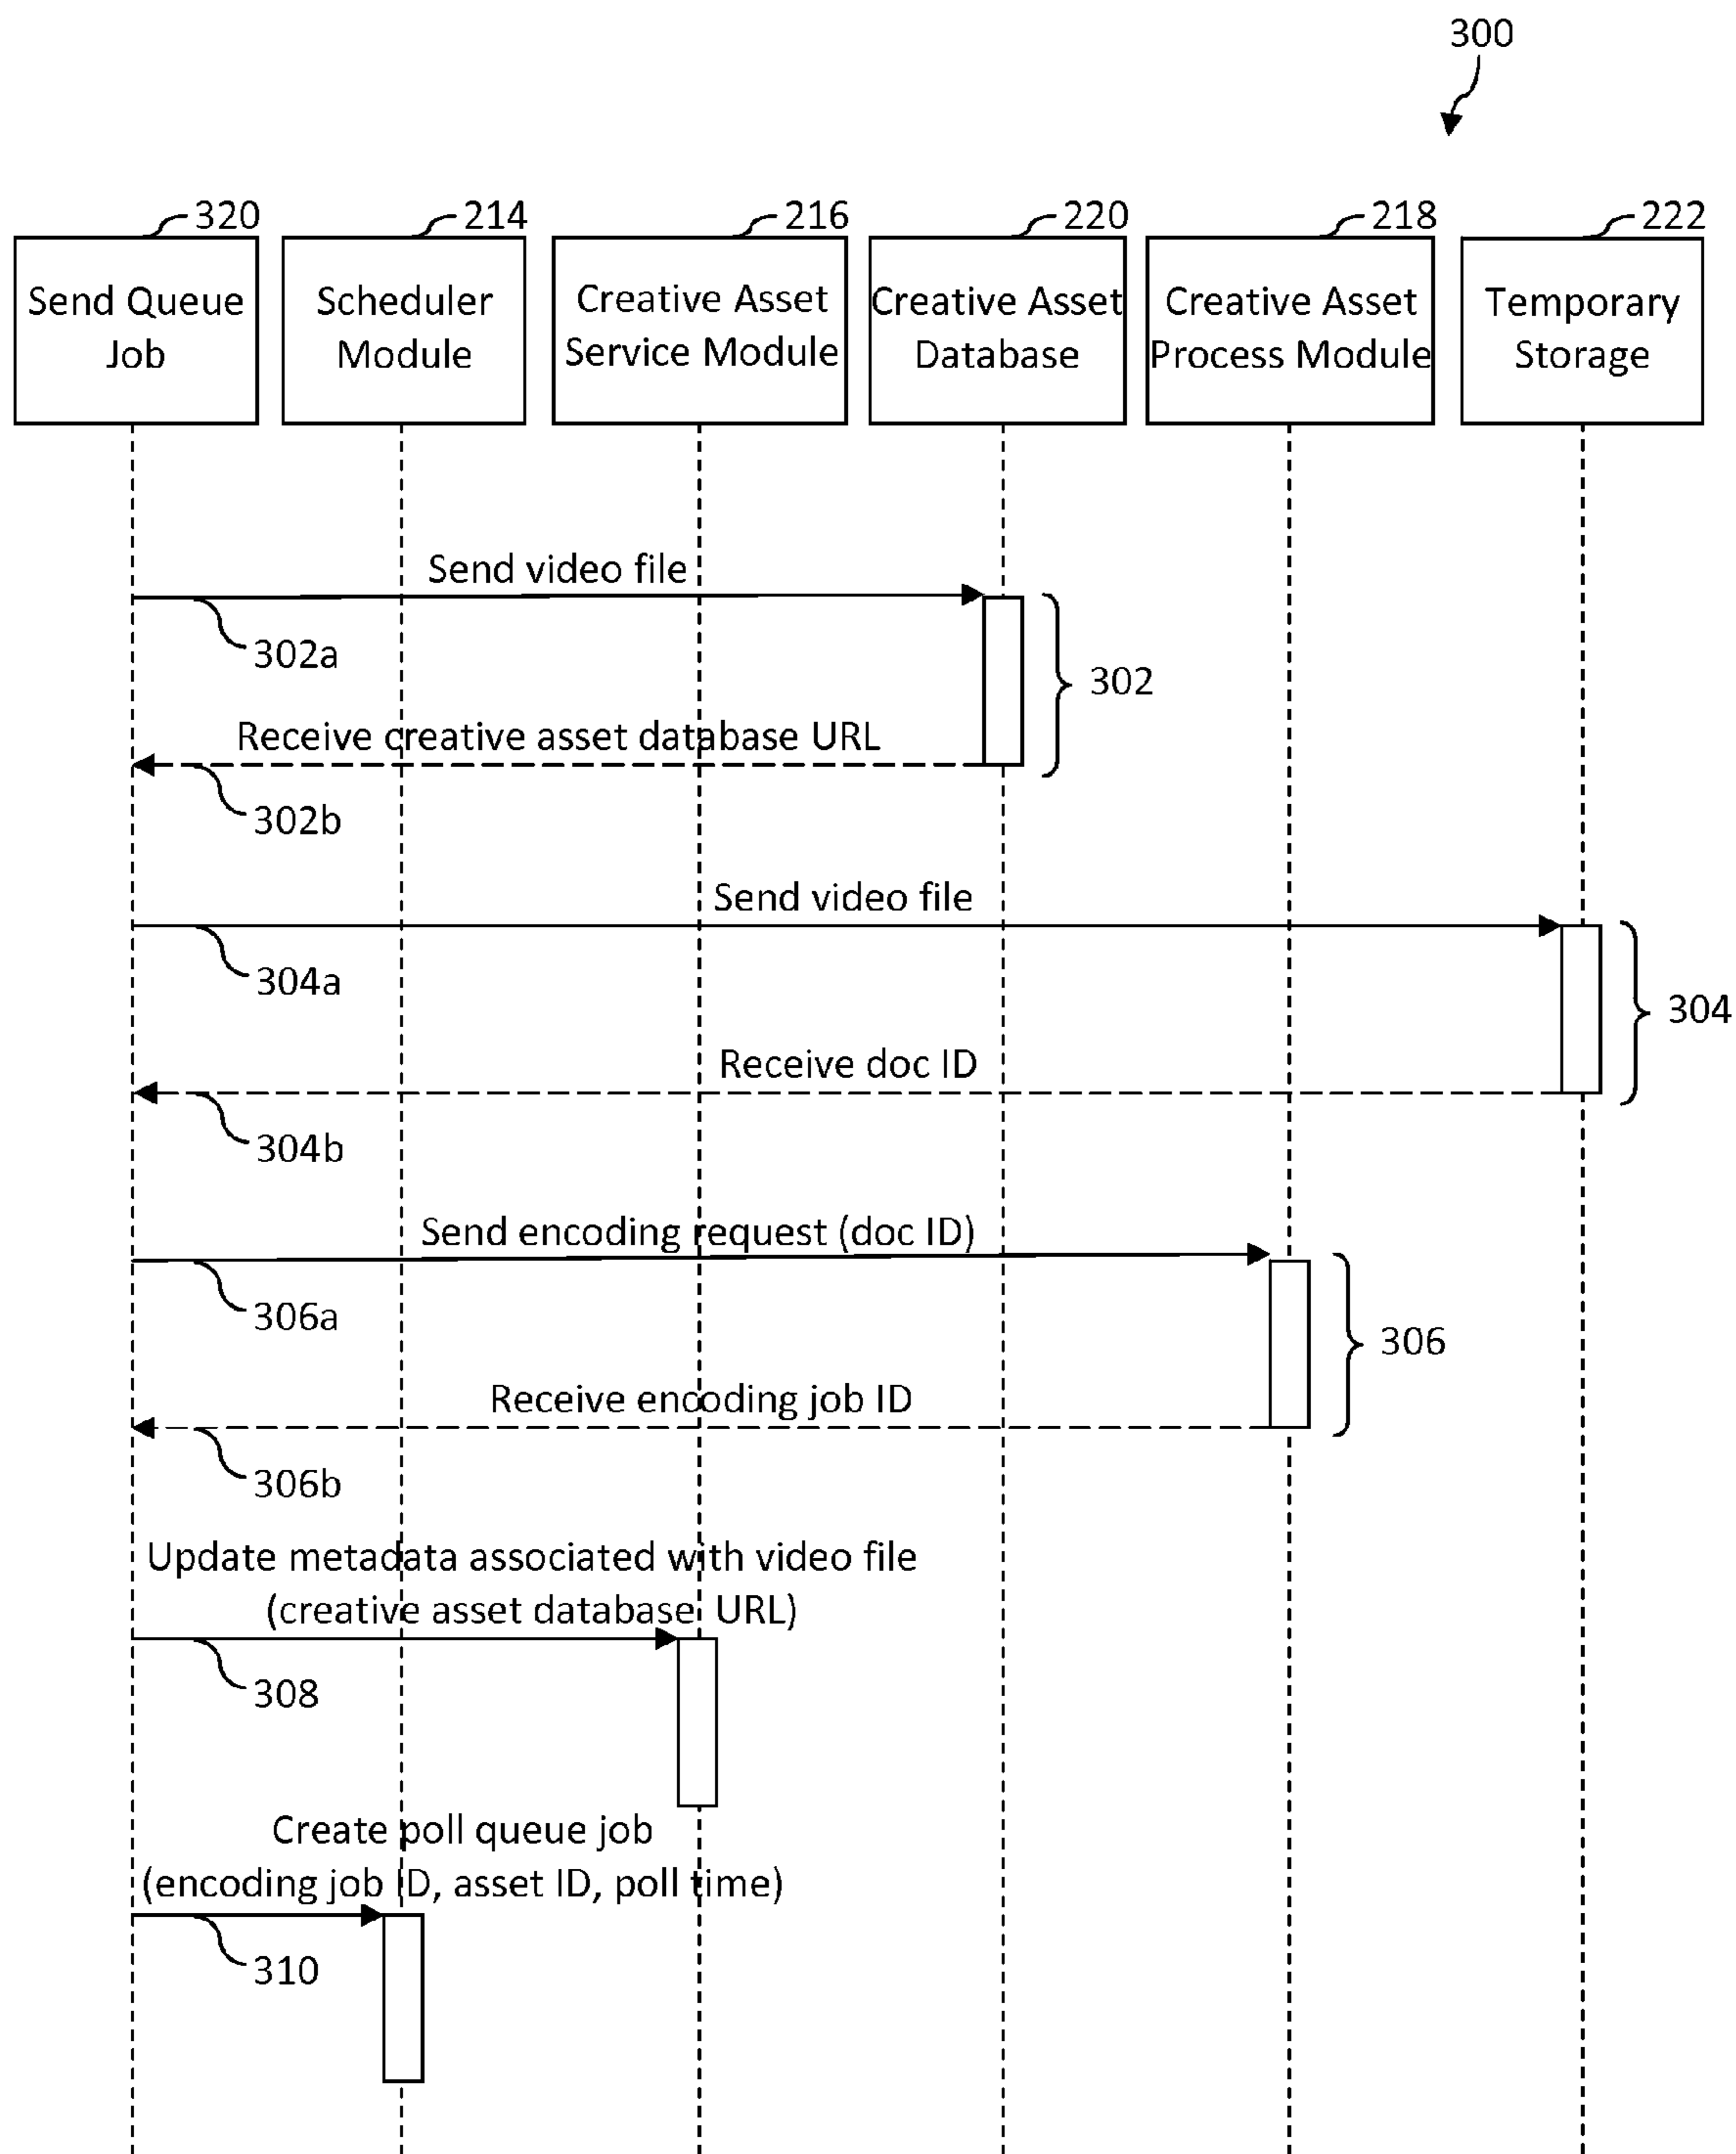 300
320
214
216
220
218
222
Send Queue
Job
Scheduler
Module
Creative Asset
Service Module
Creative Asset
Database
Creative Asset
Process Module
Temporary
Storage
Send video file
302a
302
Receive creative asset database URL
302b
Send video file
304a
304
Receive doc ID
304b
Send encoding request (doc ID)
306a
306
Receive encoding job ID
306b
Update metadata associated with video file
(creative asset database URL)
308
Create poll queue job
(encoding job ID, asset ID, poll time)
310